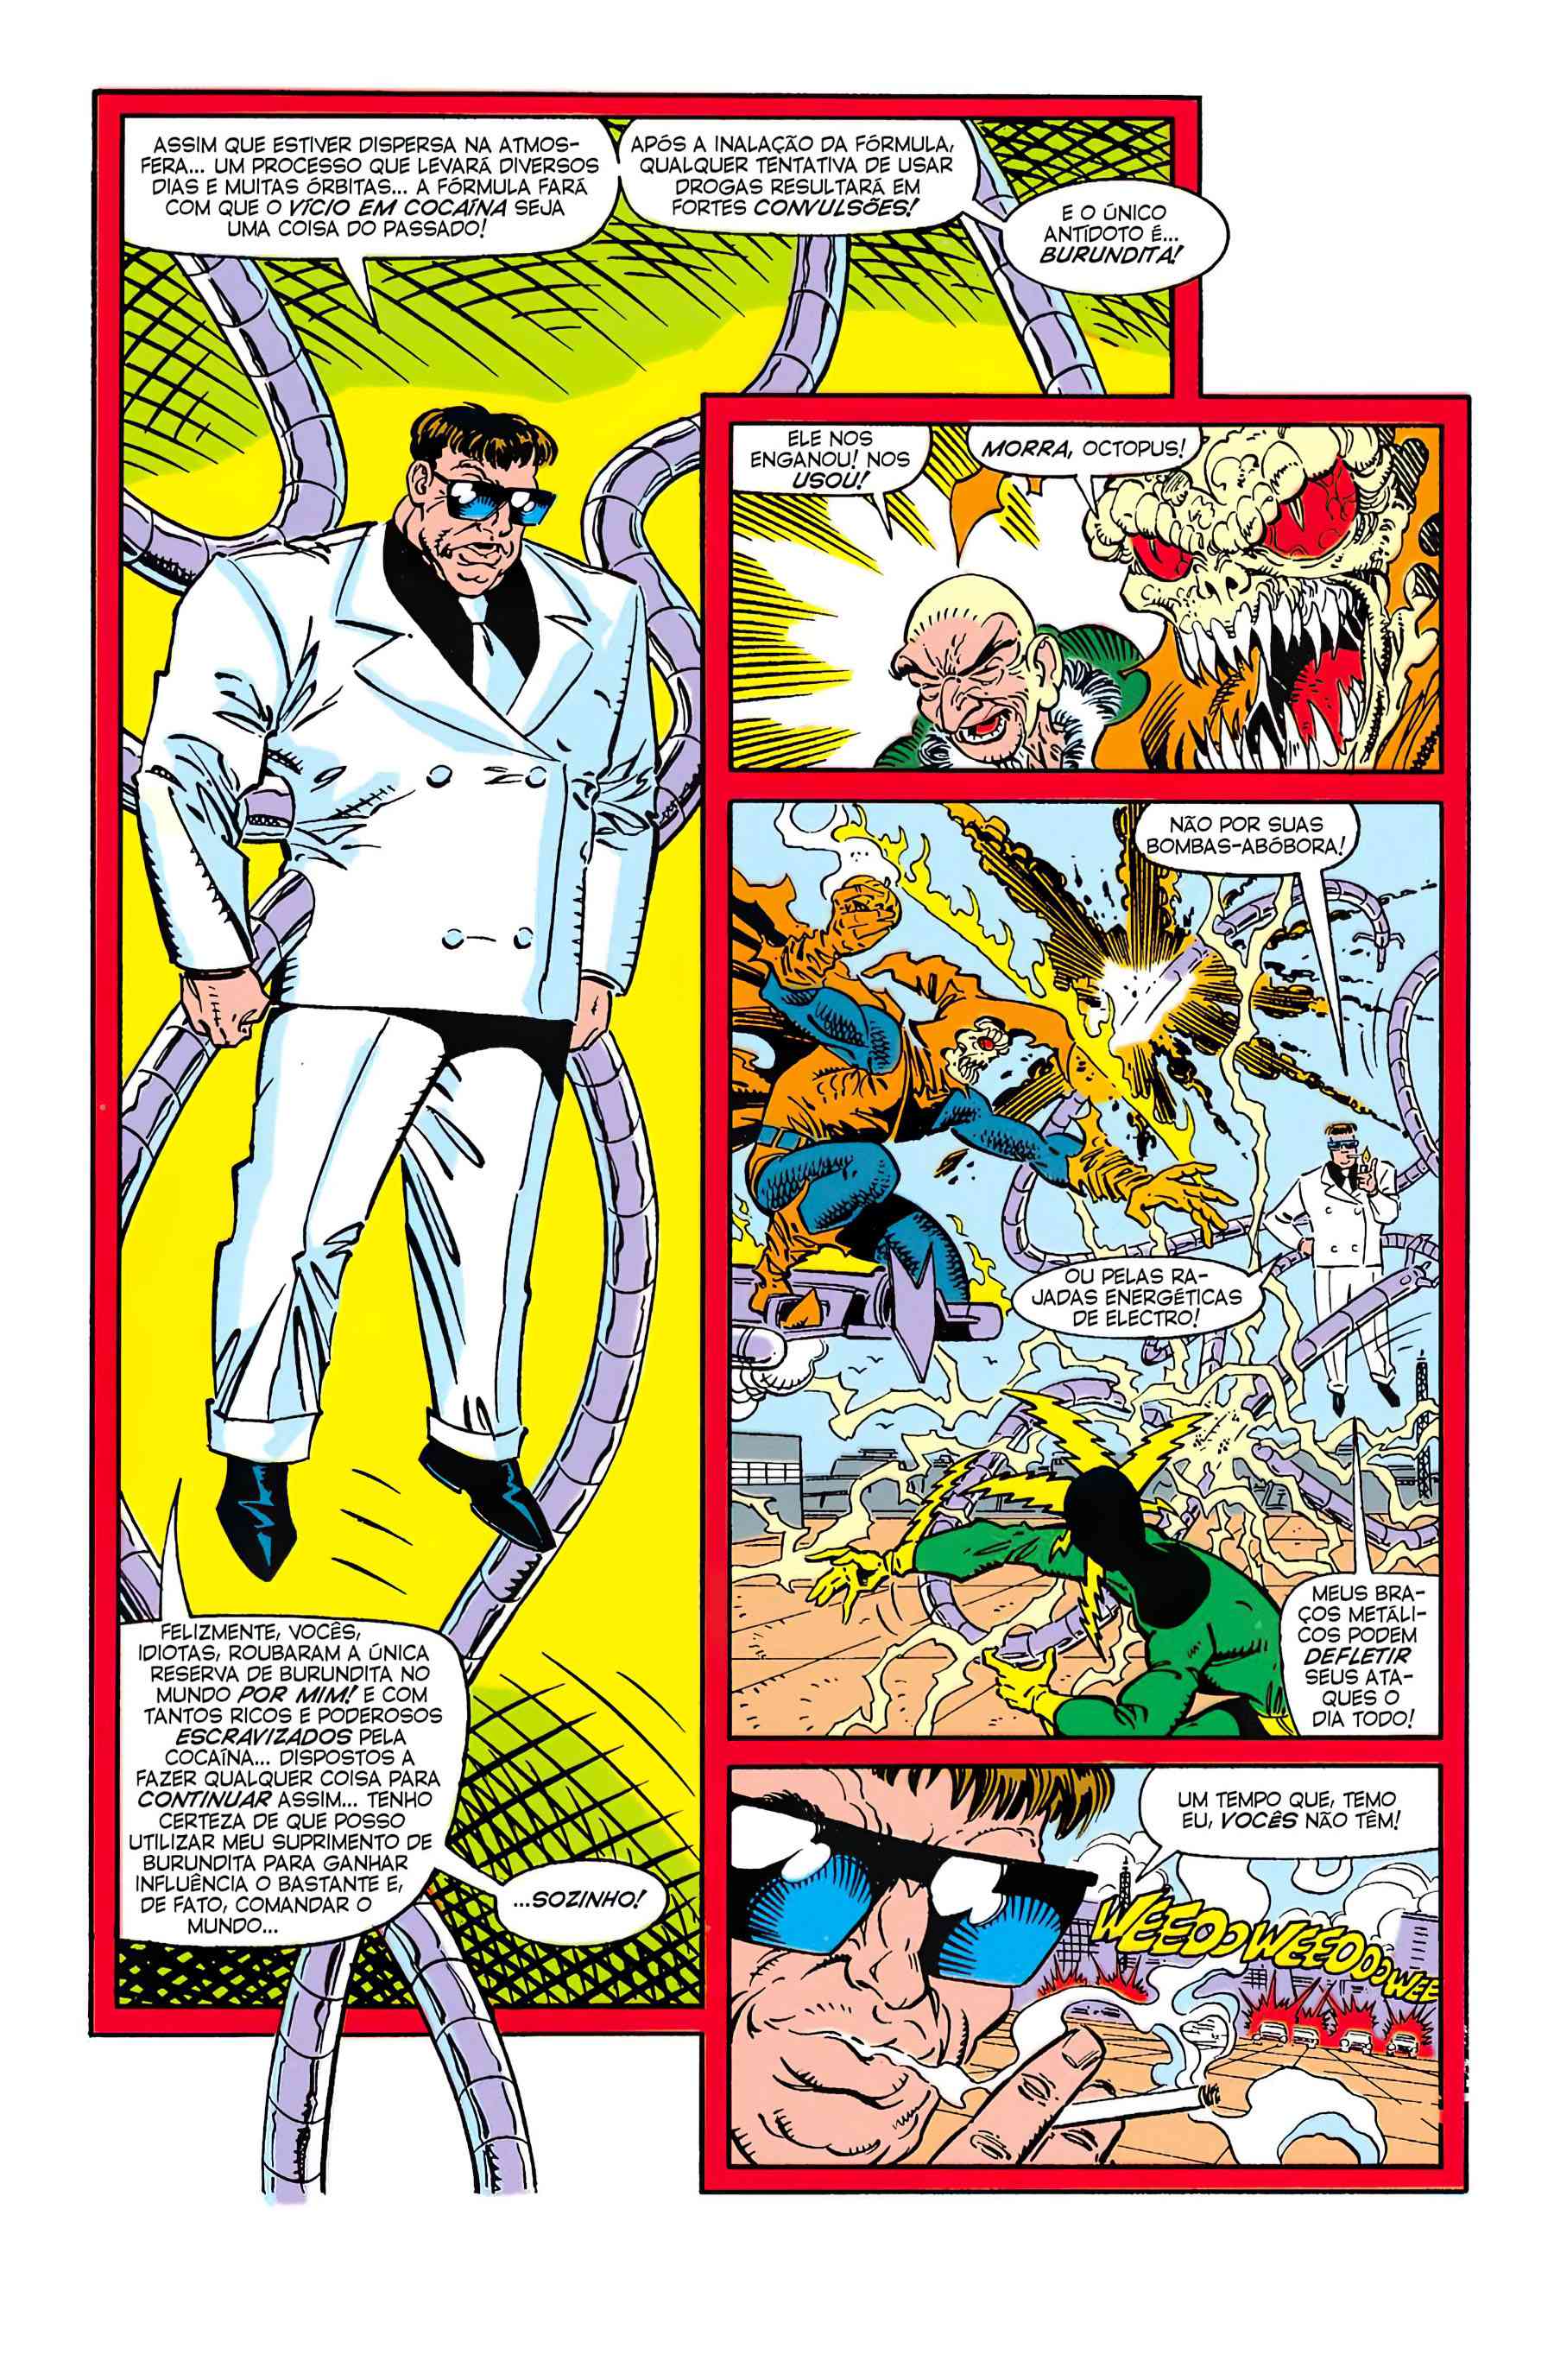 ASSIM QUE ESTIVER DISPERSA NA ATMOS-
FERA... UM PROCESSO QUE LEVARÁ DIVERSOS
DIAS E MUITAS ÓRBITAS... A FÓRMULA FARÁ
COM QUE O VÍCIO EM COCAÍNA SEJA
UMA COISA DO PASSADO!
APÓS A INALAÇÃO DA FÓRMULA,
QUALQUER TENTATIVA DE USAR
DROGAS RESULTARÁ EM
FORTES CONVULSÕES!
E O ÚNICO
ANTÍDOTO É...
BURUNDITA!
FELIZMENTE, VOCÊS,
IDIOTAS, ROUBARAM A ÚNICA
RESERVA DE BURUNDITA NO
MUNDO POR MIM! E COM
TANTOS RICOS E PODEROSOS
ESCRAVIZADOS PELA
COCAÍNA... DISPOSTOS A
FAZER QUALQUER COISA PARA
CONTINUAR ASSIM... TENHO
CERTEZA DE QUE POSSO
UTILIZAR MEU SUPRIMENTO DE
BURUNDITA PARA GANHAR
INFLUÊNCIA O BASTANTE E,
DE FATO, COMANDAR O
MUNDO...
...SOZINHO!
ELE NOS
ENGANOU! NOS
USOU!
MORRA, OCTOPUS!
NÃO POR SUAS
BOMBAS-ABÓBORA!
OU PELAS RA-
JADAS ENERGÉTICAS
DE ELECTRO!
MEUS BRA-
ÇOS METÁLI-
COS PODEM
DEFLETIR
SEUS ATA-
QUES O
DIA TODO!
UM TEMPO QUE, TEMO
EU, VOCÊS NÃO TÊM!
WEEOOOWEEOOOOWEE